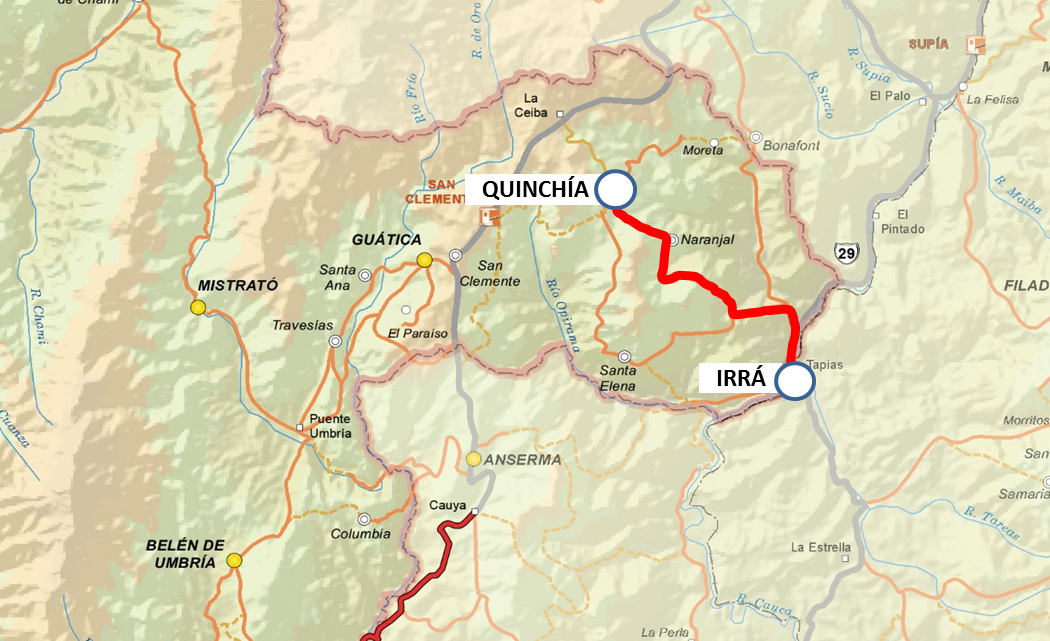 de Chamí
R. de Oro
SUPÍA
R. Supia
R. Sucio
El Palo
La Felisa
Río Frío
La
Ceiba
Moreta
Bonafont
R. Maiba
SAN
CLEMENT
QUINCHÍA
El
Pintado
GUÁTICA
Naranjal
29
San
Clemente
Santa
Ana
MISTRATÓ
FILAD
R. Chamí
Río Opirama
El Paraíso
Travesías
Santa
Elena
IRRÁ
Tapias
Cuanza
Puente
Umbría
Morritos
ANSERMA
San
Samaria
Cauya
R. Tareas
Columbia
BELÉN DE
UMBRÍA
La Estrella
R. Cauca
La Perla